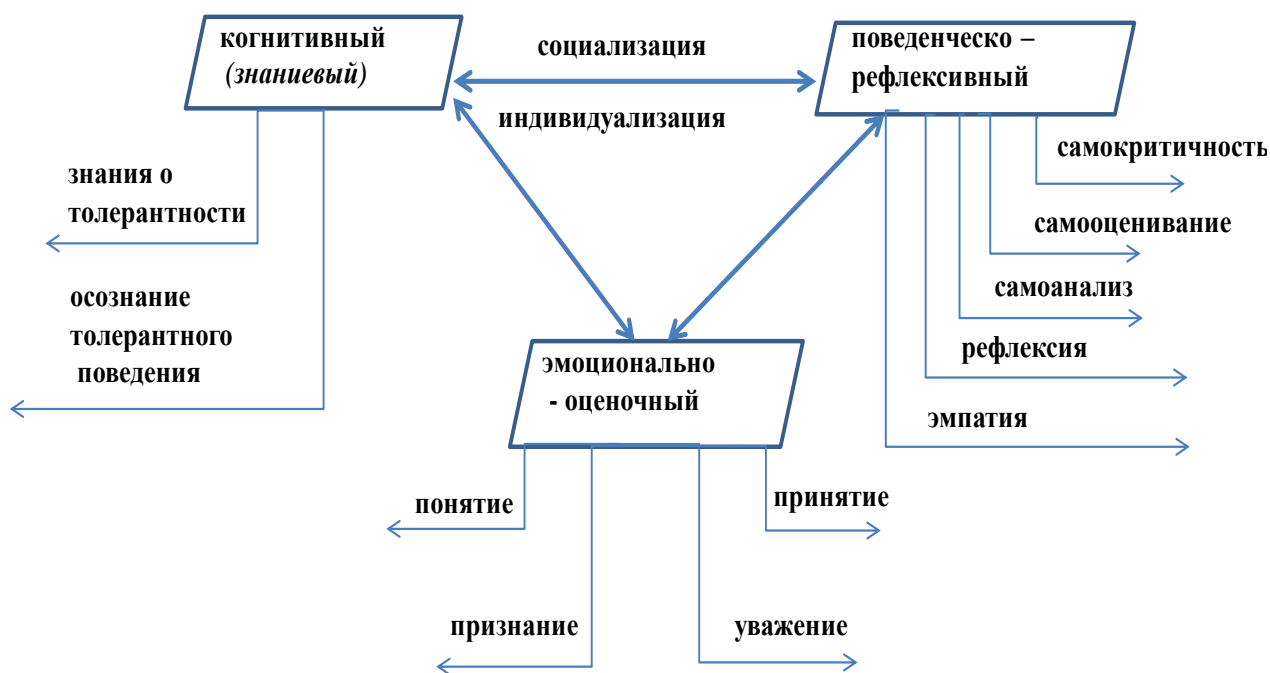 когнитивный
(знаниевый)
социализация
индивидуализация
поведенческо –
рефлексивный
знания о
толерантности
осознание
толерантного
поведения
самокритичность
самооценивание
самоанализ
рефлексия
эмпатия
эмоционально
- оценочный
понятие
принятие
признание
уважение